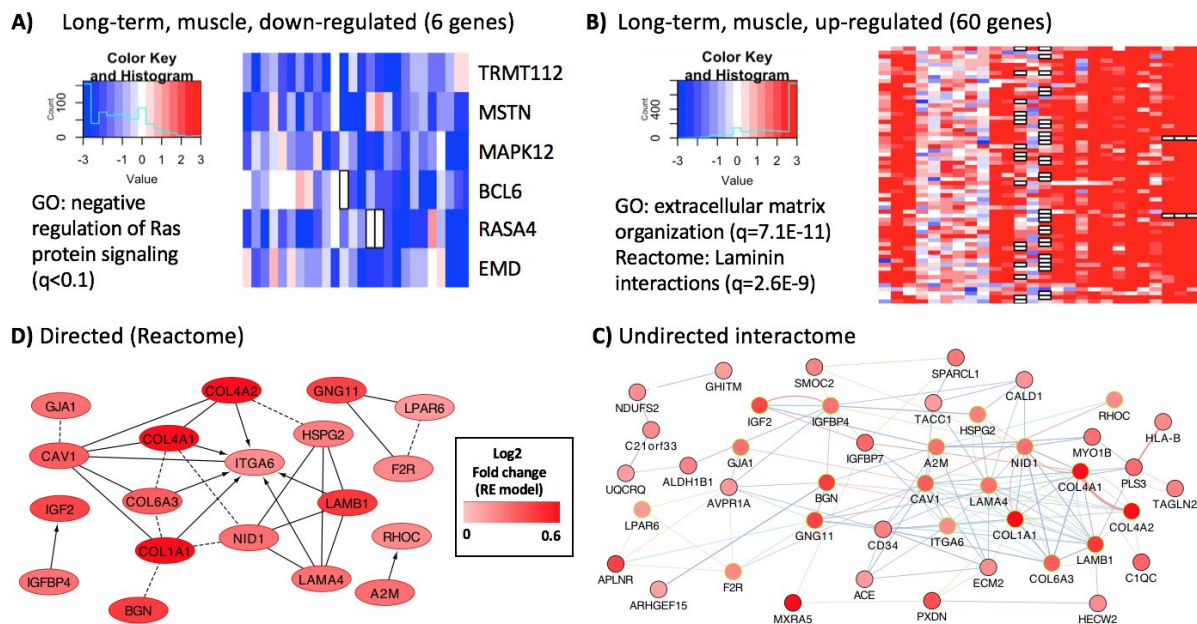 A) Long-term, muscle, down-regulated (6 genes)
Color Key
and Histogram
Count
0
100
-3
-1
0
1
3
Value
GO: negative
regulation of Ras
protein signaling
(q<0.1)
TRMT112
MSTN
MAPK12
BCL6
RASA4
EMD
B) Long-term, muscle, up-regulated (60 genes)
Color Key
and Histogram
Count
0
400
-3
-1
0
1
3
Value
GO: extracellular matrix
organization (q=7.1E-11)
Reactome: Laminin
interactions (q=2.6E-9)
D) Directed (Reactome)
COL4A2
GNG11
GJA1
LPAR6
COL4A1
HSPG2
CAV1
ITGA6
F2R
COL6A3
LAMB1
IGF2
COL1A1
NID1
RHOC
IGFBP4
LAMA4
A2M
BGN
Log2
Fold change
(RE model)
0
0.6
C) Undirected interactome
GHITM
SMOC2
SPARCL1
NDUFS2
CALD1
IGF2
IGFBP4
TACC1
HSPG2
RHOC
C21orf33
HLA-B
IGFBP7
A2M
NID1
MYO1B
GJA1
UQCRQ
ALDH1B1
AVPR1A
BGN
CAV1
LAMA4
COL4A1
PLS3
TAGLN2
LPAR6
GNG11
CD34
ITGA6
COL1A1
COL4A2
LAMB1
APLNR
F2R
ACE
ECM2
COL6A3
C1QC
ARHGEF15
MXRA5
PXDN
HECW2